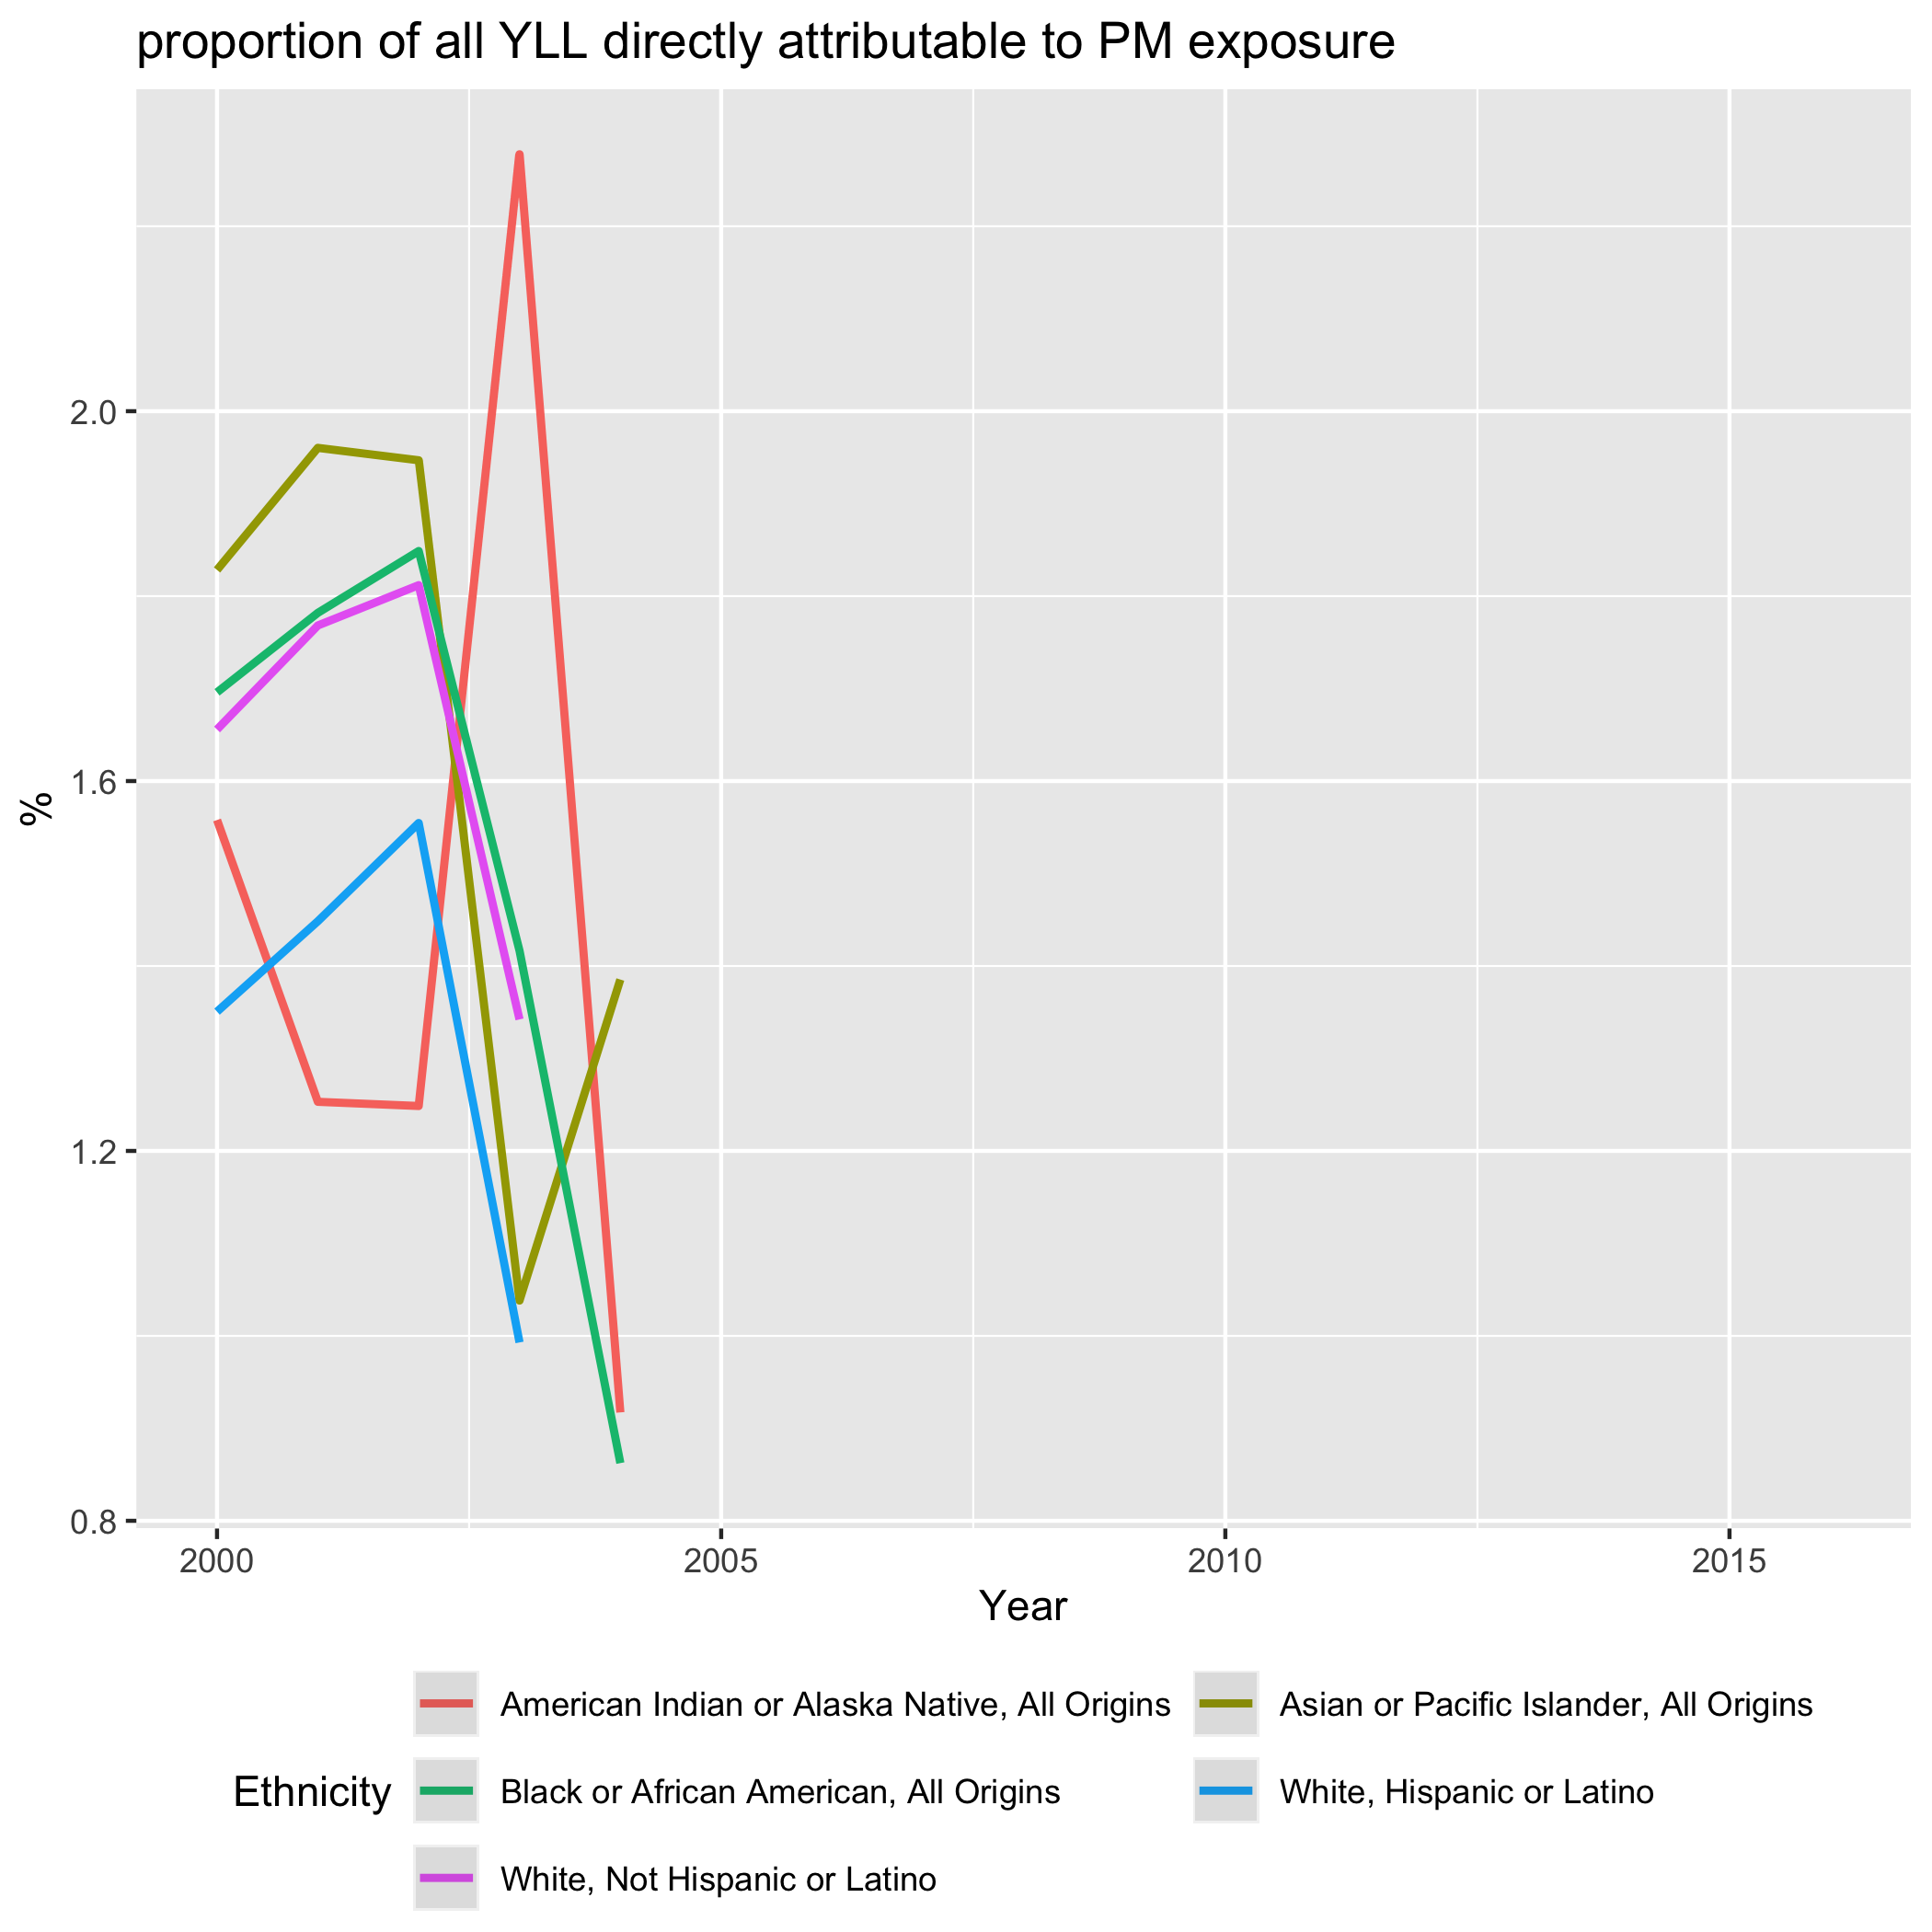 proportion of all YLL directly attributable to PM exposure
%
2.0
1.6
1.2
0.8
2000 2005 2010 2015
Year
Ethnicity
American Indian or Alaska Native, All Origins
Asian or Pacific Islander, All Origins
Black or African American, All Origins
White, Hispanic or Latino
White, Not Hispanic or Latino